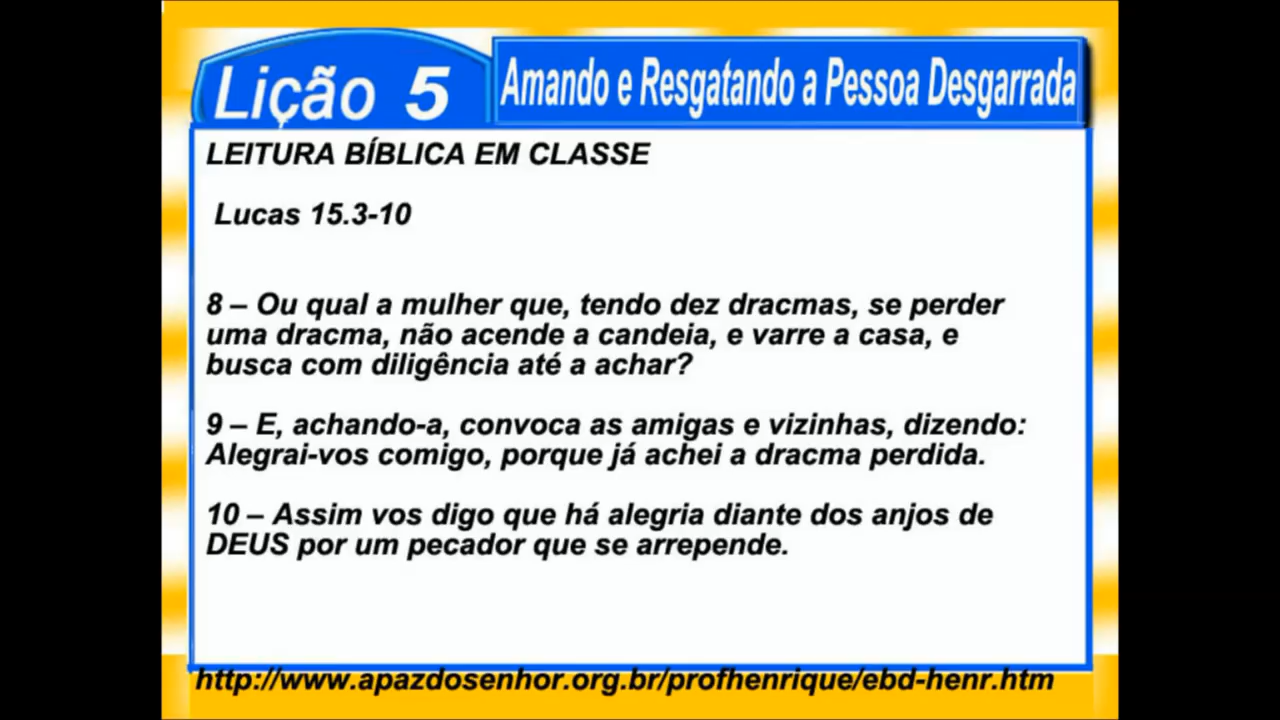 Lição 5
Amando e Resgatando a Pessoa Desgarrada
LEITURA BÍBLICA EM CLASSE
Lucas 15.3-10
8 – Ou qual a mulher que, tendo dez dracmas, se perder
uma dracma, não acende a candeia, e varre a casa, e
busca com diligência até a achar?
9 – E, achando-a, convoca as amigas e vizinhas, dizendo:
Alegrai-vos comigo, porque já achei a dracma perdida.
10 – Assim vos digo que há alegria diante dos anjos de
DEUS por um pecador que se arrepende.
http://www.apazdosenhor.org.br/profhenrique/ebd-henr.htm